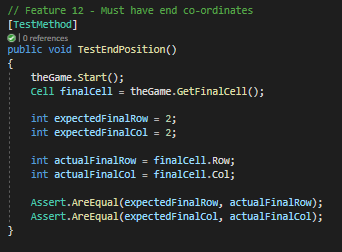 // Feature 12 - Must have end co-ordinates
[TestMethod]
| 0 references
public void TestEndPosition()
{
theGame.Start();
Cell finalCell = theGame.GetFinalCell();
int expectedFinalRow = 2;
int expectedFinalCol = 2;
int actualFinalRow = finalCell.Row;
int actualFinalCol = finalCell.Col;
Assert.AreEqual(expectedFinalRow, actualFinalRow);
Assert.AreEqual(expectedFinalCol, actualFinalCol);
}